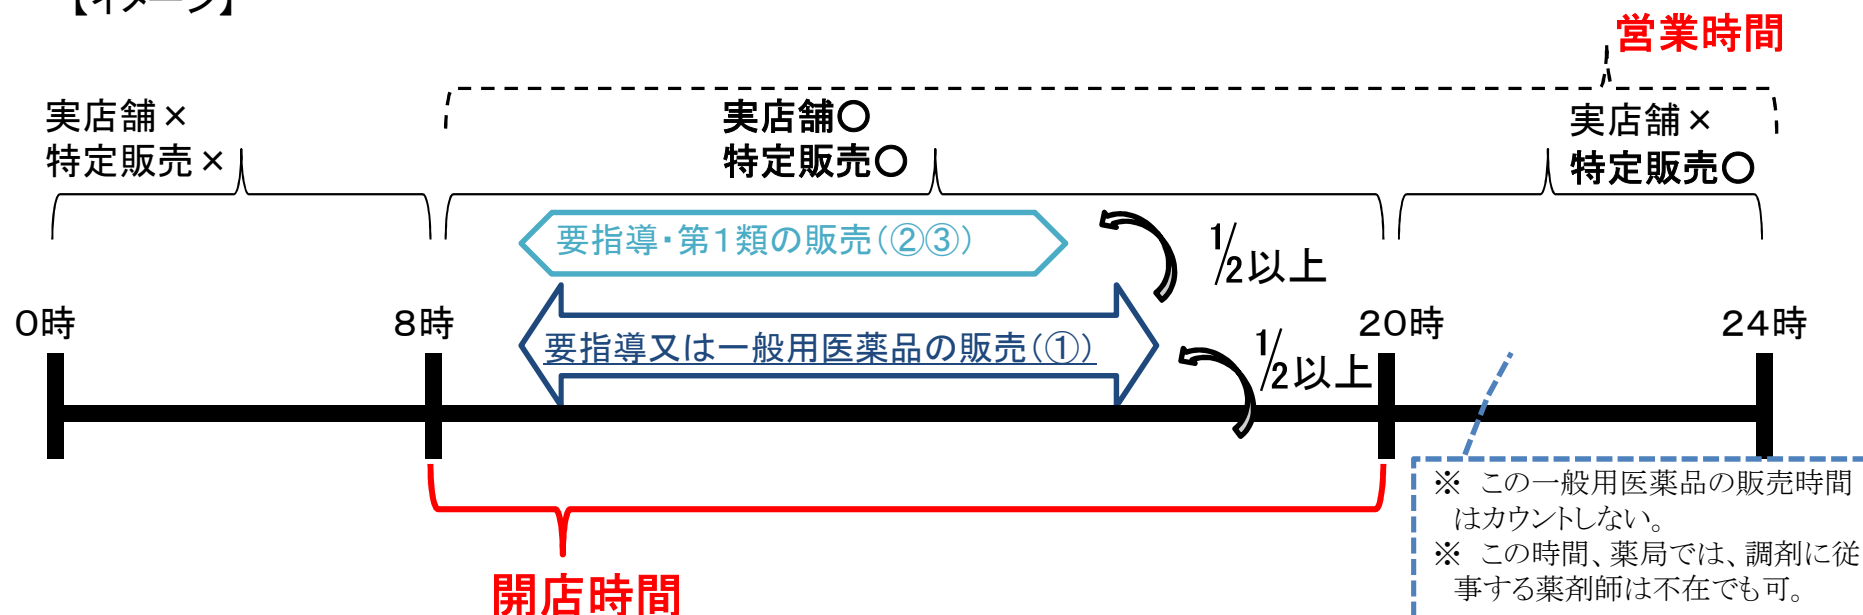 【イメージ】
営業時間
実店舗×
特定販売×
実店舗○
特定販売○
実店舗×
特定販売○
要指導・第1類の販売(②③)
1/2以上
0時
8時
要指導又は一般用医薬品の販売(①)
1/2以上
20時
24時
※ この一般用医薬品の販売時間
はカウントしない。
※ この時間、薬局では、調剤に従
事する薬剤師は不在でも可。
開店時間